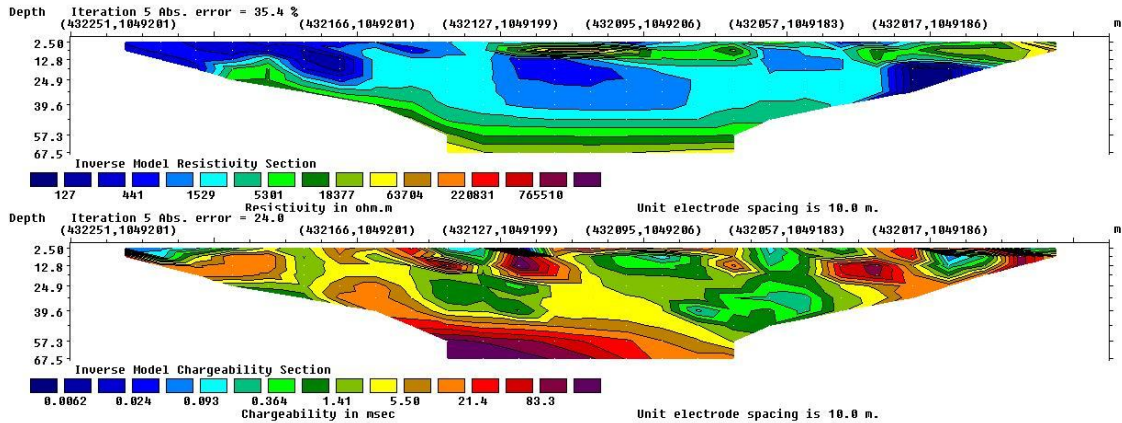 Depth Iteration 5 Abs. error = 35.4 %
(432251,1049201) (432166,1049201) (432127,1049199) (432095,1049206) (432057,1049183) (432017,1049186) m
2.50
12.8
24.9
39.6
57.3
67.5
Inverse Model Resistivity Section
127 441 1529 5301 18377 63704 220831 765510
Resistivity in ohm.m Unit electrode spacing is 10.0 m.
Depth Iteration 5 Abs. error = 24.0
(432251,1049201) (432166,1049201) (432127,1049199) (432095,1049206) (432057,1049183) (432017,1049186) m
2.50
12.8
24.9
39.6
57.3
67.5
Inverse Model Chargeability Section
0.0062 0.024 0.093 0.364 1.41 5.50 21.4 83.3
Chargeability in msec Unit electrode spacing is 10.0 m.